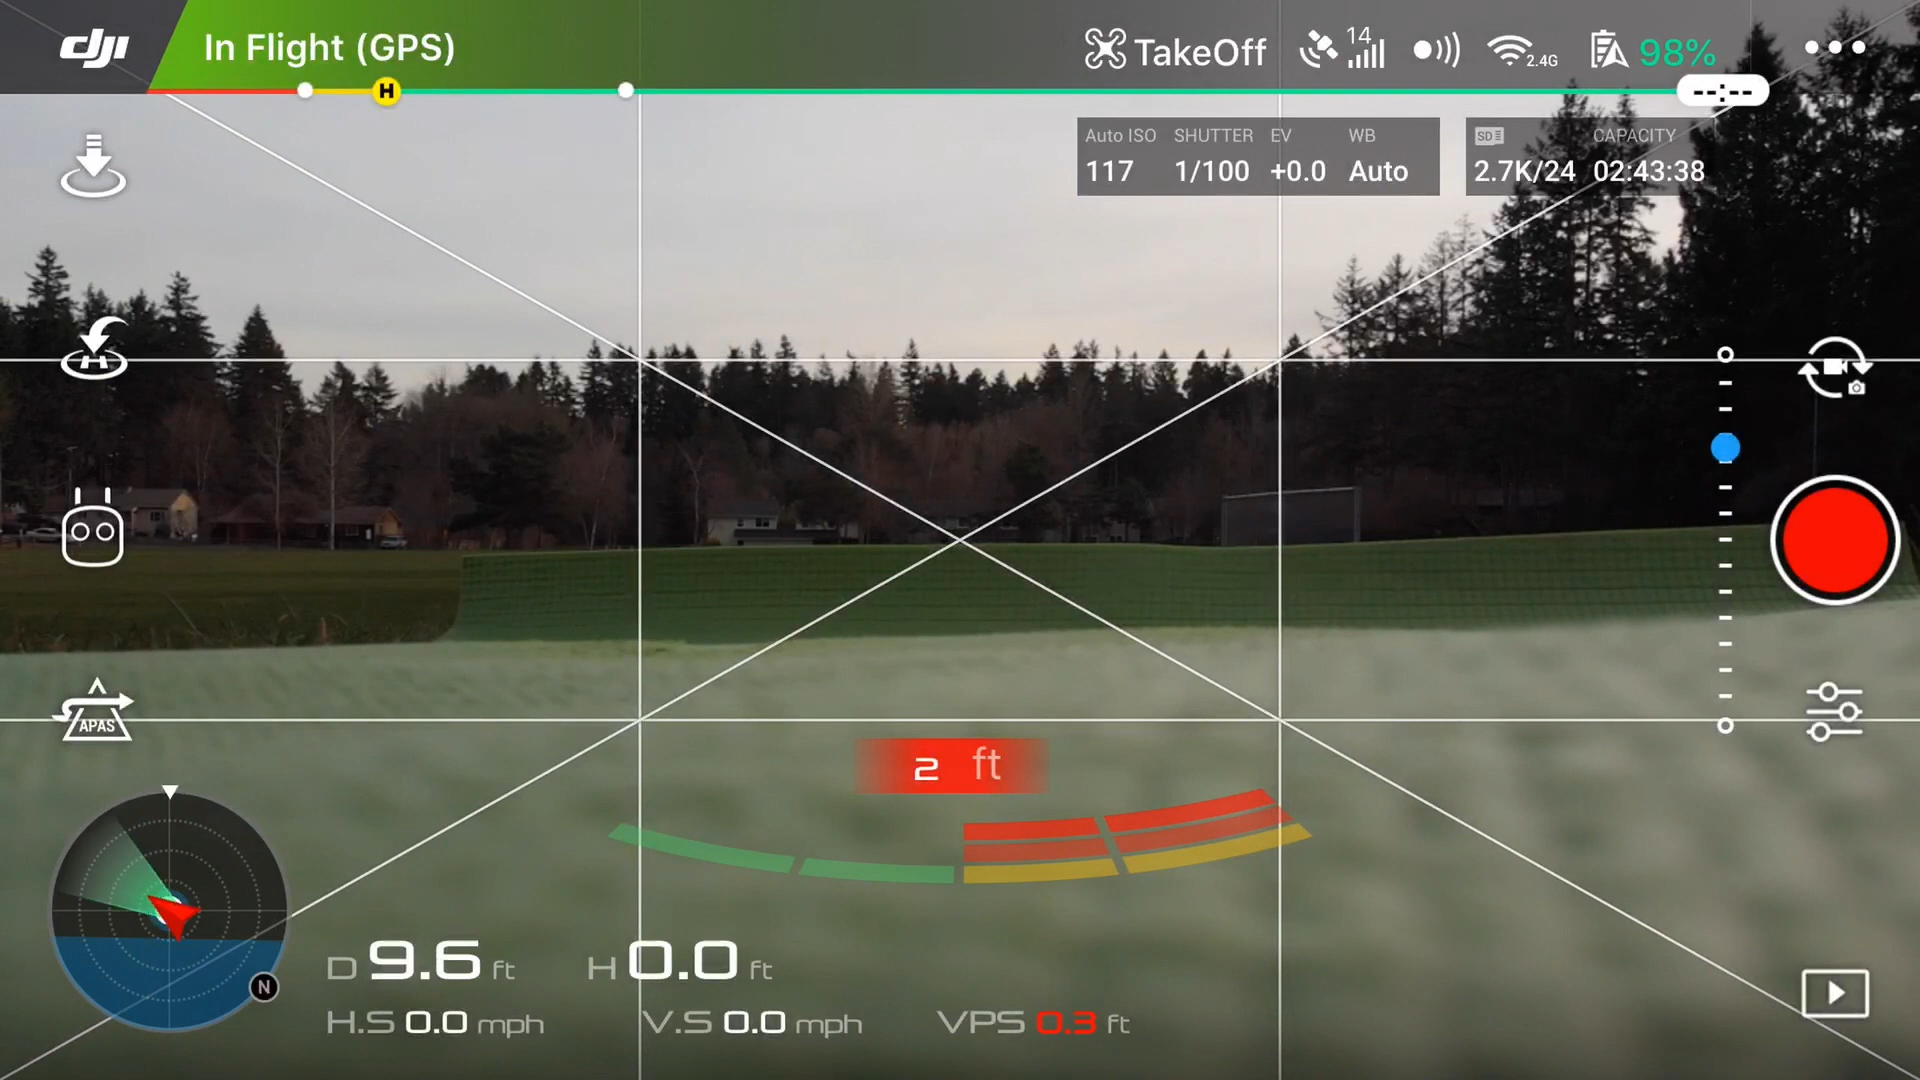 dji In Flight (GPS) TakeOff 14 2.4G 98%
H --:--
Auto ISO SHUTTER EV WB SD CAPACITY
117 1/100 +0.0 Auto 2.7K/24 02:43:38
H
APAS
2 ft
N
D 9.6 ft H 0.0 ft
H.S 0.0 mph V.S 0.0 mph VPS 0.3 ft